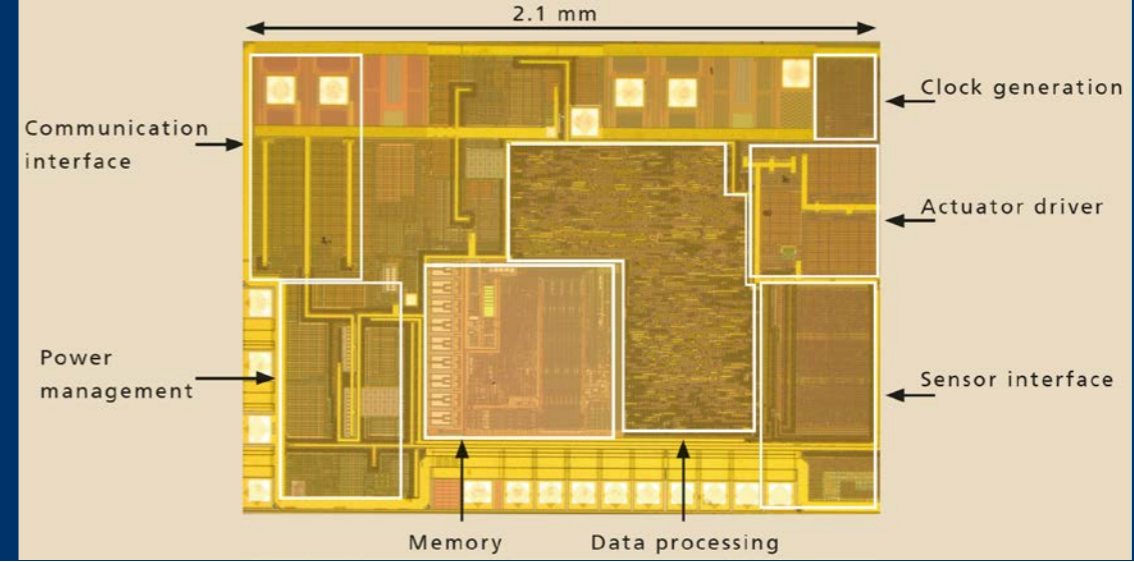 2.1 mm
Clock generation
Communication
interface
Actuator driver
Power
management
Sensor interface
Memory
Data processing